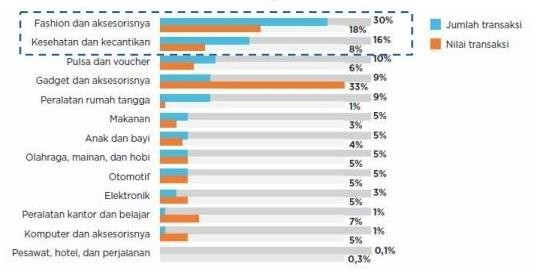 Fashion dan aksesorisnya 30%
18%
Kesehatan dan kecantikan 16%
8%
Pulsa dan voucher 10%
6%
Gadget dan aksesorisnya 9%
33%
Peralatan rumah tangga 9%
1%
Makanan 5%
3%
Anak dan bayi 5%
4%
Olahraga, mainan, dan hobi 5%
5%
Otomotif 5%
5%
Elektronik 3%
5%
Peralatan kantor dan belajar 1%
7%
Komputer dan aksesorisnya 1%
5%
Pesawat, hotel, dan perjalanan 0,1%
0,3%
Jumlah transaksi
Nilai transaksi